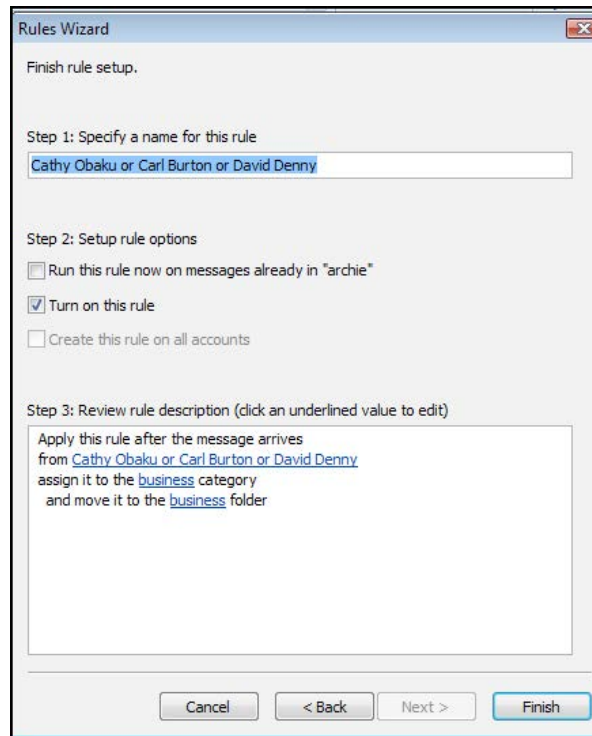 Rules Wizard
Finish rule setup.
Step 1: Specify a name for this rule
Cathy Obaku or Carl Burton or David Denny
Step 2: Setup rule options
Run this rule now on messages already in "archie"
Turn on this rule
Create this rule on all accounts
Step 3: Review rule description (click an underlined value to edit)
Apply this rule after the message arrives
from Cathy Obaku or Carl Burton or David Denny
assign it to the business category
and move it to the business folder
Cancel < Back Next > Finish